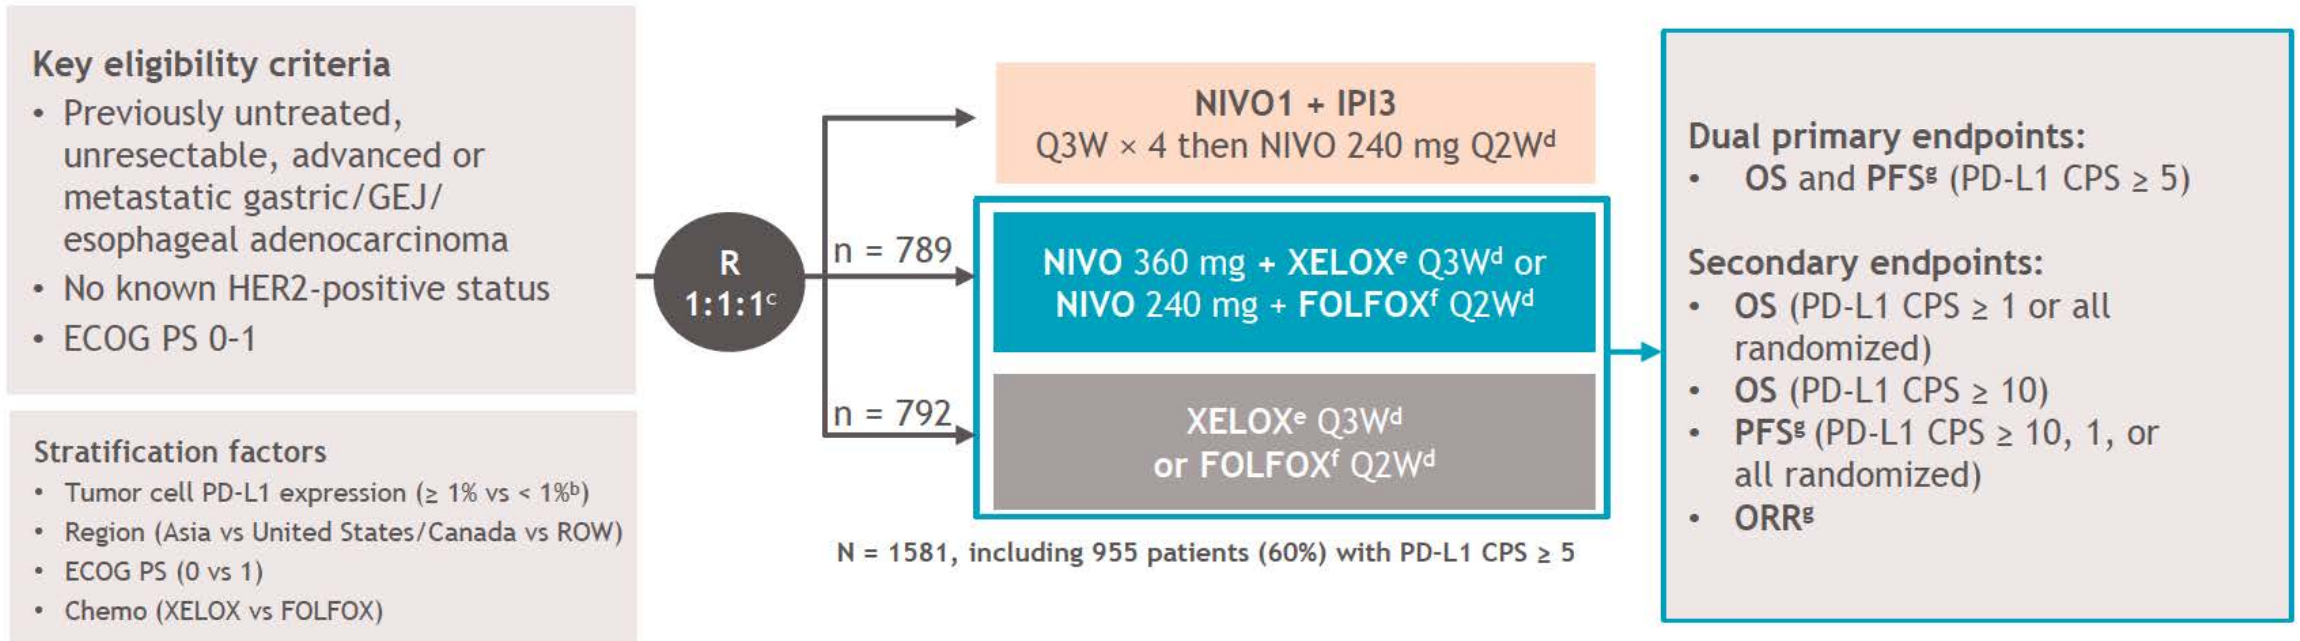 Key eligibility criteria
• Previously untreated,
unresectable, advanced or
metastatic gastric/GEJ/
esophageal adenocarcinoma
• No known HER2-positive status
• ECOG PS 0-1
Stratification factors
• Tumor cell PD-L1 expression (≥ 1% vs < 1%ᵇ)
• Region (Asia vs United States/Canada vs ROW)
• ECOG PS (0 vs 1)
• Chemo (XELOX vs FOLFOX)
R
1:1:1ᶜ
n = 789
n = 792
NIVO1 + IPI3
Q3W × 4 then NIVO 240 mg Q2Wᵈ
NIVO 360 mg + XELOXᵉ Q3Wᵈ or
NIVO 240 mg + FOLFOXᶠ Q2Wᵈ
XELOXᵉ Q3Wᵈ
or FOLFOXᶠ Q2Wᵈ
N = 1581, including 955 patients (60%) with PD-L1 CPS ≥ 5
Dual primary endpoints:
• OS and PFSᵍ (PD-L1 CPS ≥ 5)
Secondary endpoints:
• OS (PD-L1 CPS ≥ 1 or all
randomized)
• OS (PD-L1 CPS ≥ 10)
• PFSᵍ (PD-L1 CPS ≥ 10, 1, or
all randomized)
• ORRᵍ